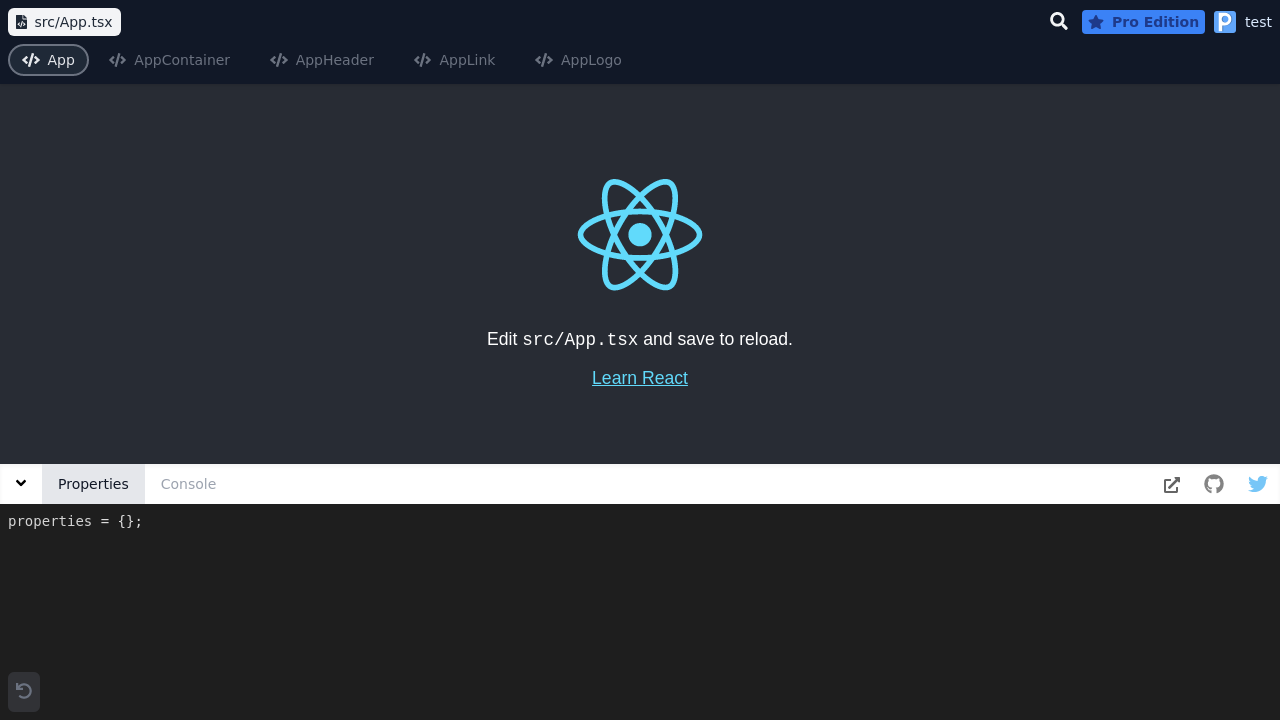 src/App.tsx
Pro Edition
test
App
AppContainer
AppHeader
AppLink
AppLogo
Edit src/App.tsx and save to reload.
Learn React
Properties
Console
properties = {};